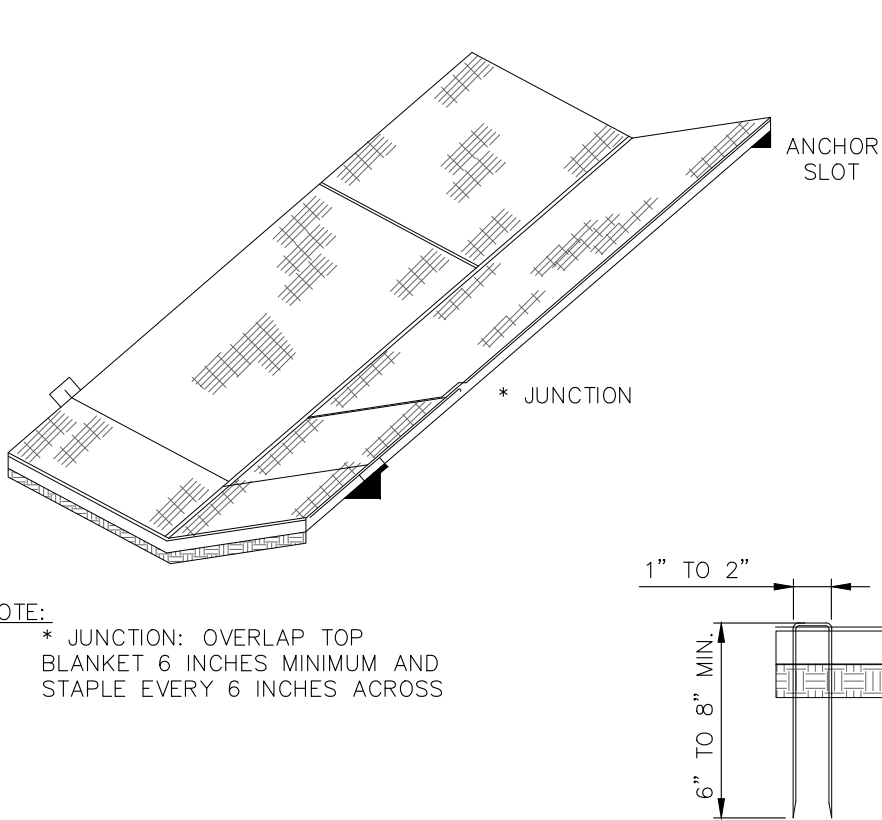 ANCHOR
SLOT
* JUNCTION
OTE:
* JUNCTION: OVERLAP TOP
BLANKET 6 INCHES MINIMUM AND
STAPLE EVERY 6 INCHES ACROSS
1” TO 2”
6” TO 8” MIN.